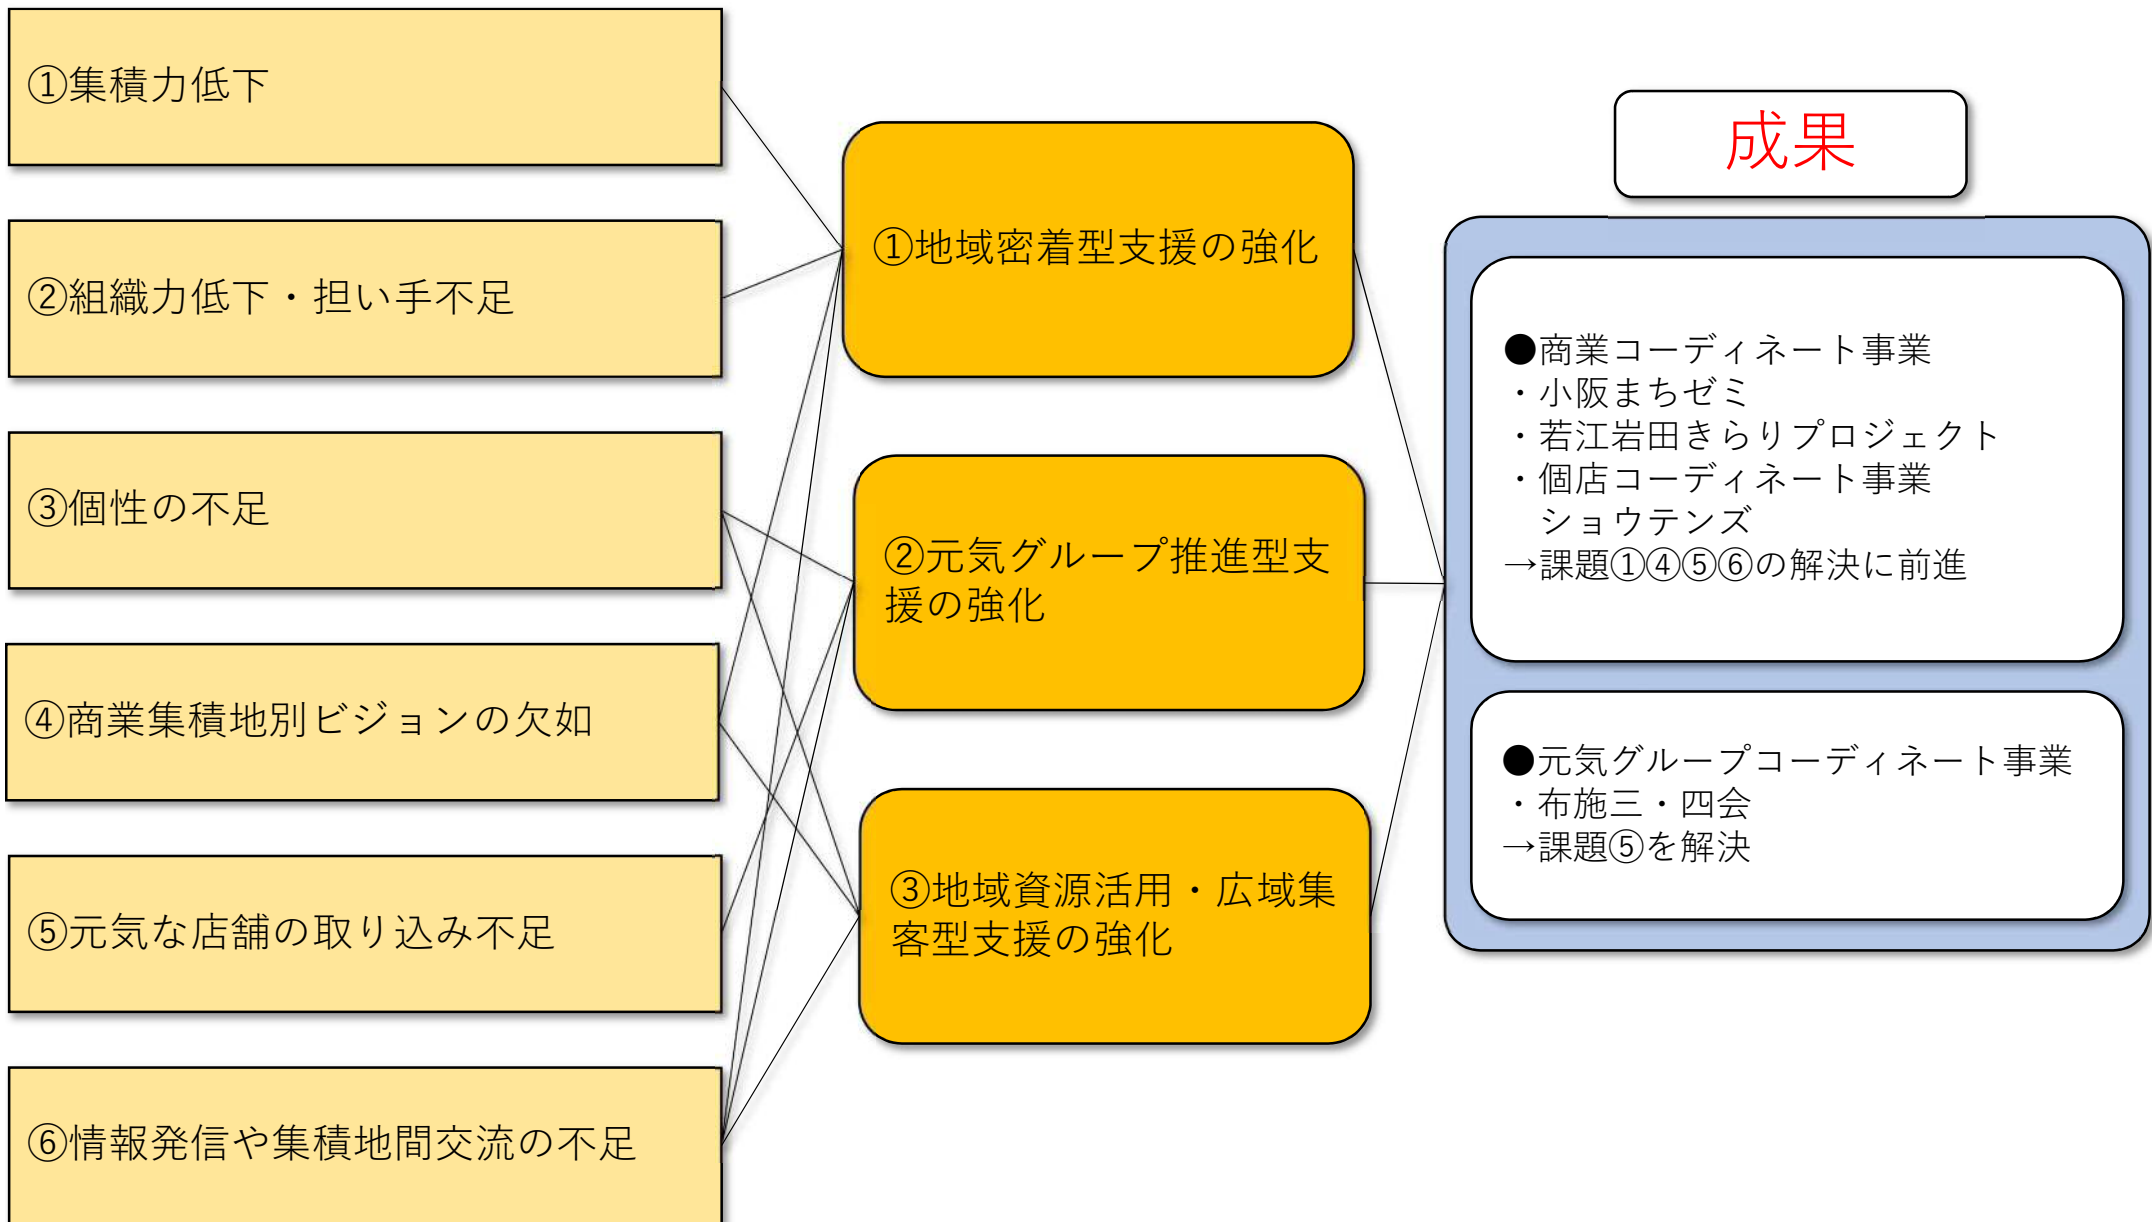 ①集積力低下
②組織力低下・担い手不足
③個性の不足
④商業集積地別ビジョンの欠如
⑤元気な店舗の取り込み不足
⑥情報発信や集積地間交流の不足
①地域密着型支援の強化
②元気グループ推進型支
援の強化
③地域資源活用・広域集
客型支援の強化
成果
●商業コーディネート事業
・小阪まちゼミ
・若江岩田きらりプロジェクト
・個店コーディネート事業
ショウテンズ
→課題①④⑤⑥の解決に前進
●元気グループコーディネート事業
・布施三・四会
→課題⑤を解決